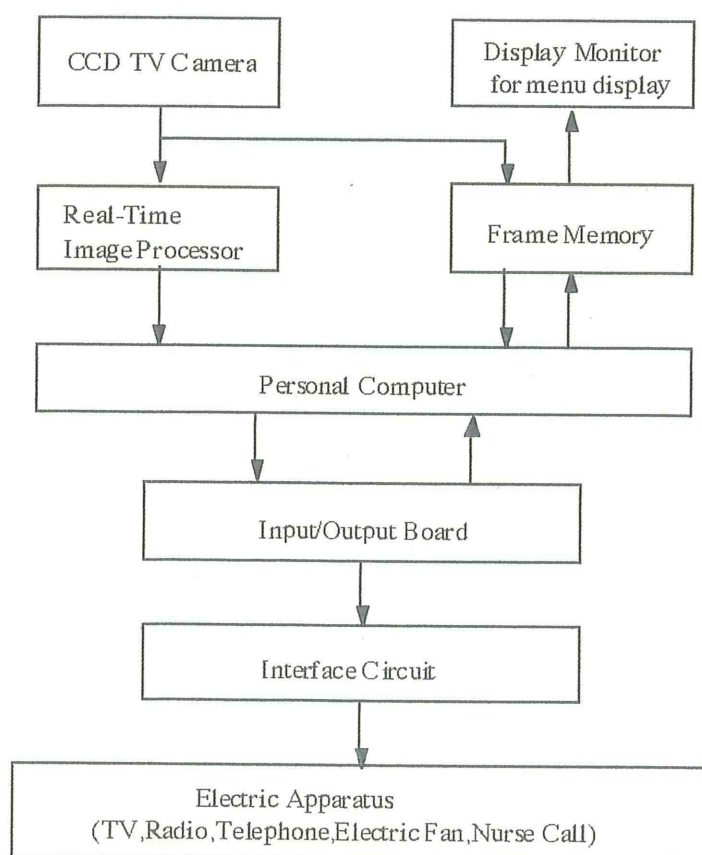 CCD TV Camera
Display Monitor
for menu display
Real-Time
Image Processor
Frame Memory
Personal Computer
Input/Output Board
Interface Circuit
Electric Apparatus
(TV,Radio,Telephone,Electric Fan,Nurse Call)